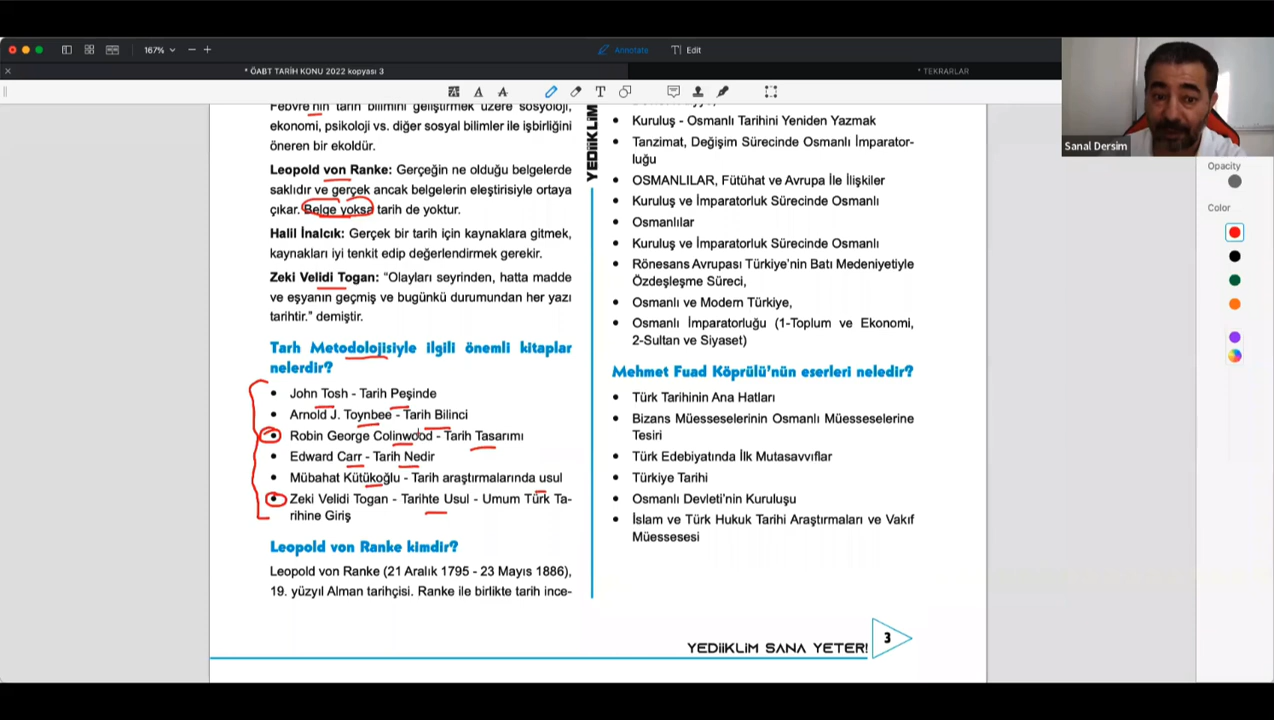 167%
Annotate
Edit
* ÖABT TARİH KONU 2022 kopyası 3
* TEKRARLAR
Sanal Dersim
Opacity
Color
Febvre'nin tarih bilimini geliştirmek üzere sosyoloji,
ekonomi, psikoloji vs. diğer sosyal bilimler ile işbirliğini
öneren bir ekoldür.
Leopold von Ranke: Gerçeğin ne olduğu belgelerde
saklıdır ve gerçek ancak belgelerin eleştirisiyle ortaya
çıkar. Belge yoksa tarih de yoktur.
Halil İnalcık: Gerçek bir tarih için kaynaklara gitmek,
kaynakları iyi tenkit edip değerlendirmek gerekir.
Zeki Velidi Togan: “Olayları seyrinden, hatta madde
ve eşyanın geçmiş ve bugünkü durumundan her yazı
tarihtir.” demiştir.
Tarh Metodolojisiyle ilgili önemli kitaplar
nelerdir?
• John Tosh - Tarih Peşinde
• Arnold J. Toynbee - Tarih Bilinci
• Robin George Colinwood - Tarih Tasarımı
• Edward Carr - Tarih Nedir
• Mübahat Kütükoğlu - Tarih araştırmalarında usul
• Zeki Velidi Togan - Tarihte Usul - Umum Türk Ta-
rihine Giriş
Leopold von Ranke kimdir?
Leopold von Ranke (21 Aralık 1795 - 23 Mayıs 1886),
19. yüzyıl Alman tarihçisi. Ranke ile birlikte tarih ince-
YEDİİKLİM
• Kuruluş - Osmanlı Tarihini Yeniden Yazmak
• Tanzimat, Değişim Sürecinde Osmanlı İmparator-
luğu
• OSMANLILAR, Fütühat ve Avrupa İle İlişkiler
• Kuruluş ve İmparatorluk Sürecinde Osmanlı
• Osmanlılar
• Kuruluş ve İmparatorluk Sürecinde Osmanlı
• Rönesans Avrupası Türkiye'nin Batı Medeniyetiyle
Özdeşleşme Süreci,
• Osmanlı ve Modern Türkiye,
• Osmanlı İmparatorluğu (1-Toplum ve Ekonomi,
2-Sultan ve Siyaset)
Mehmet Fuad Köprülü'nün eserleri neledir?
• Türk Tarihinin Ana Hatları
• Bizans Müesseselerinin Osmanlı Müesseselerine
Tesiri
• Türk Edebiyatında İlk Mutasavvıflar
• Türkiye Tarihi
• Osmanlı Devleti'nin Kuruluşu
• İslam ve Türk Hukuk Tarihi Araştırmaları ve Vakıf
Müessesesi
YEDİİKLİM SANA YETER!
3